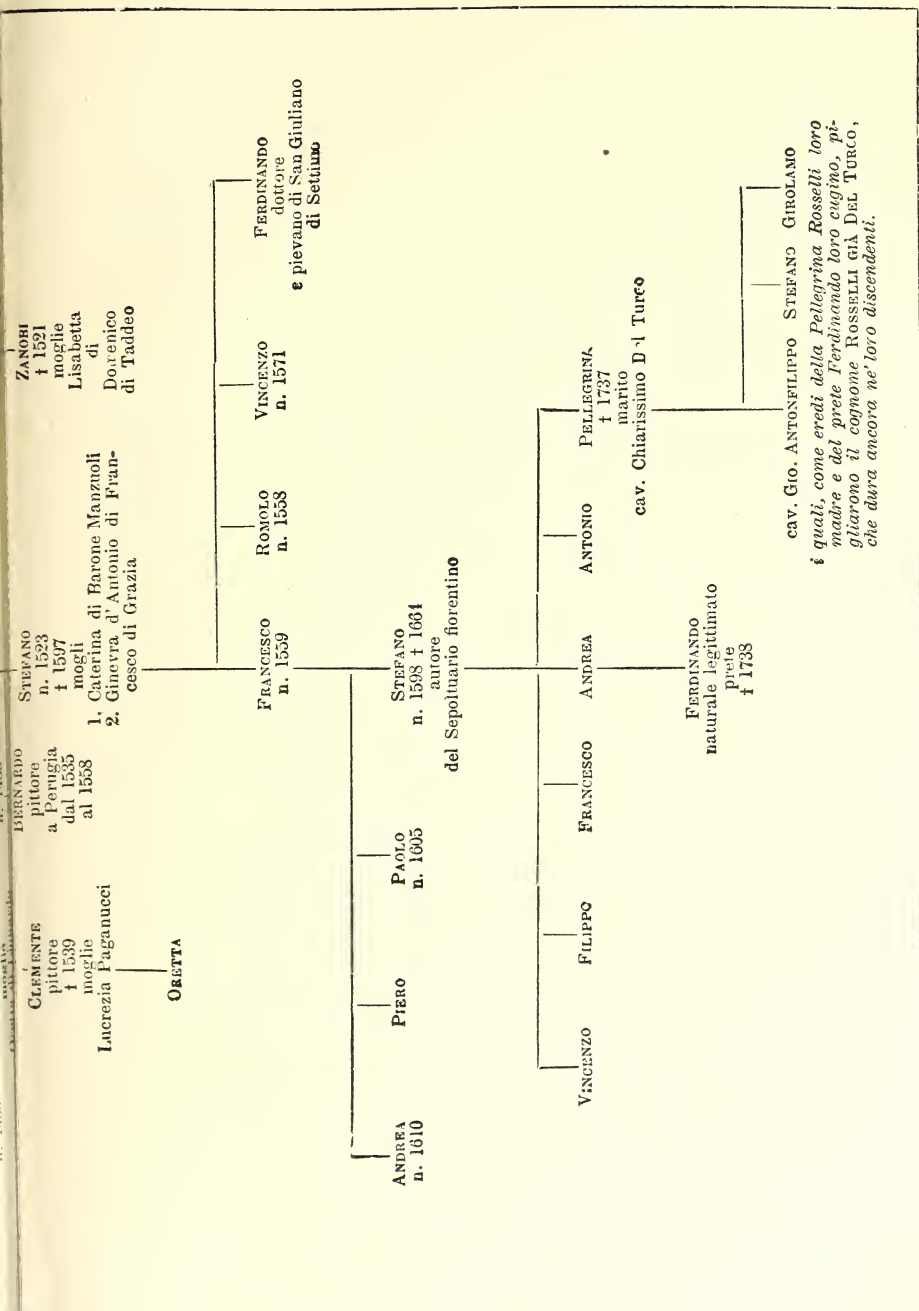 CLEMENTE
pittore
† 1539
moglie
Lucrezia Paganucci
ORETTA
BERNARDO
pittore
a Perugia
dal 1535
al 1558
STEFANO
n. 1523
† 1597
mogli
1. Caterina di Barone Manzuoli
2. Ginevra d'Antonio di Fran-
cesco di Grazia
ZANOBI
† 1521
moglie
Lisabetta
di
Domenico
di Taddeo
FRANCESCO
n. 1559
ROMOLO
n. 1558
VINCENZO
n. 1571
FERDINANDO
dottore
e pievano di San Giuliano
di Settimo
ANDREA
n. 1610
PIERO
PAOLO
n. 1605
STEFANO
n. 1598 † 1664
autore
del Sepoltuario fiorentino
VINCENZO
FILIPPO
FRANCESCO
ANDREA
ANTONIO
PELLEGRINA
† 1737
marito
cav. Chiarissimo Del Turco
FERDINANDO
naturale legittimato
prete
† 1738
cav. GIO. ANTONFILIPPO STEFANO GIROLAMO
i quali, come eredi della Pellegrina Rosselli loro
madre e del prete Ferdinando loro cugino, pi-
gliarono il cognome ROSSELLI GIÀ DEL TURCO,
che dura ancora ne' loro discendenti.